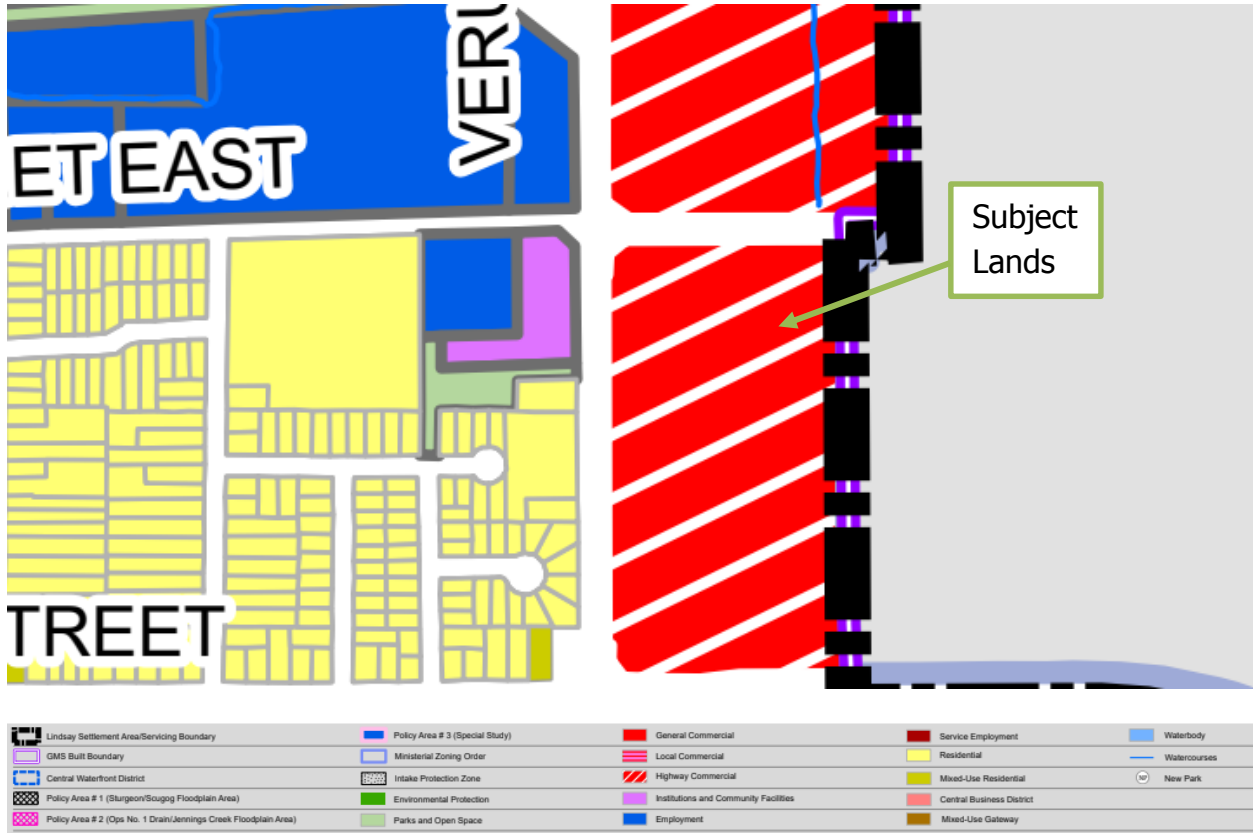 VERU
ET EAST
Subject
Lands
TREET
Lindsay Settlement Area/Servicing Boundary
GMS Built Boundary
Central Waterfront District
Policy Area # 1 (Sturgeon/Scugog Floodplain Area)
Policy Area # 2 (Ops No. 1 Drain/Jennings Creek Floodplain Area)
Policy Area # 3 (Special Study)
Ministerial Zoning Order
Intake Protection Zone
Environmental Protection
Parks and Open Space
General Commercial
Local Commercial
Highway Commercial
Institutions and Community Facilities
Employment
Service Employment
Residential
Mixed-Use Residential
Central Business District
Mixed-Use Gateway
Waterbody
Watercourses
New Park